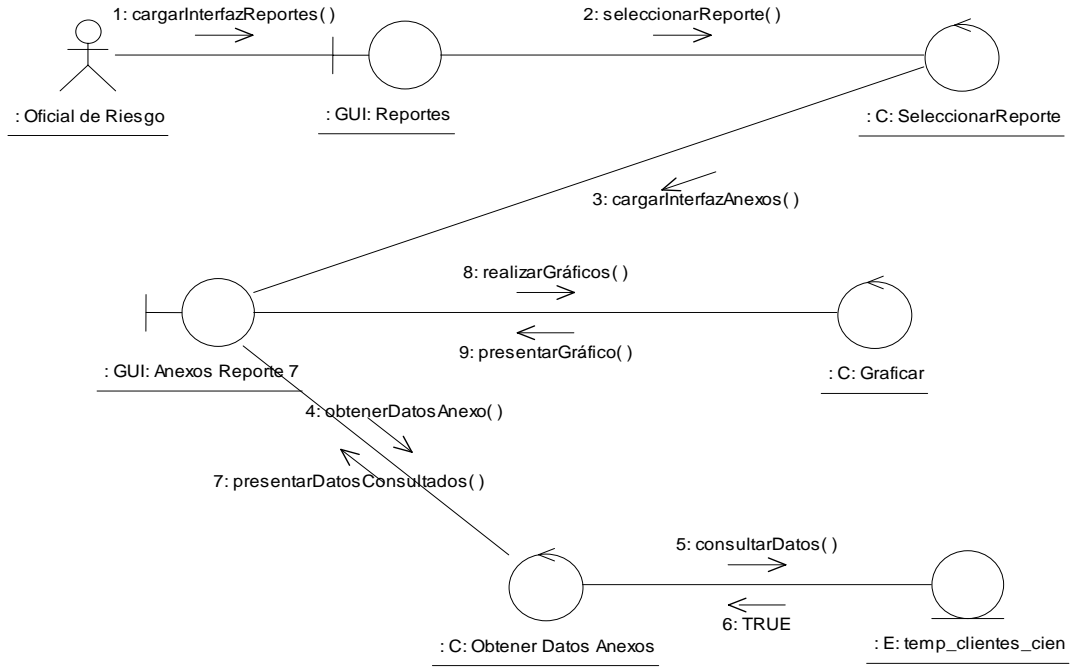 1: cargarInterfazReportes( )
2: seleccionarReporte( )
: Oficial de Riesgo
: GUI: Reportes
: C: SeleccionarReporte
3: cargarInterfazAnexos( )
8: realizarGráficos( )
9: presentarGráfico( )
: GUI: Anexos Reporte 7
: C: Graficar
4: obtenerDatosAnexo( )
7: presentarDatosConsultados( )
5: consultarDatos( )
6: TRUE
: C: Obtener Datos Anexos
: E: temp_clientes_cien